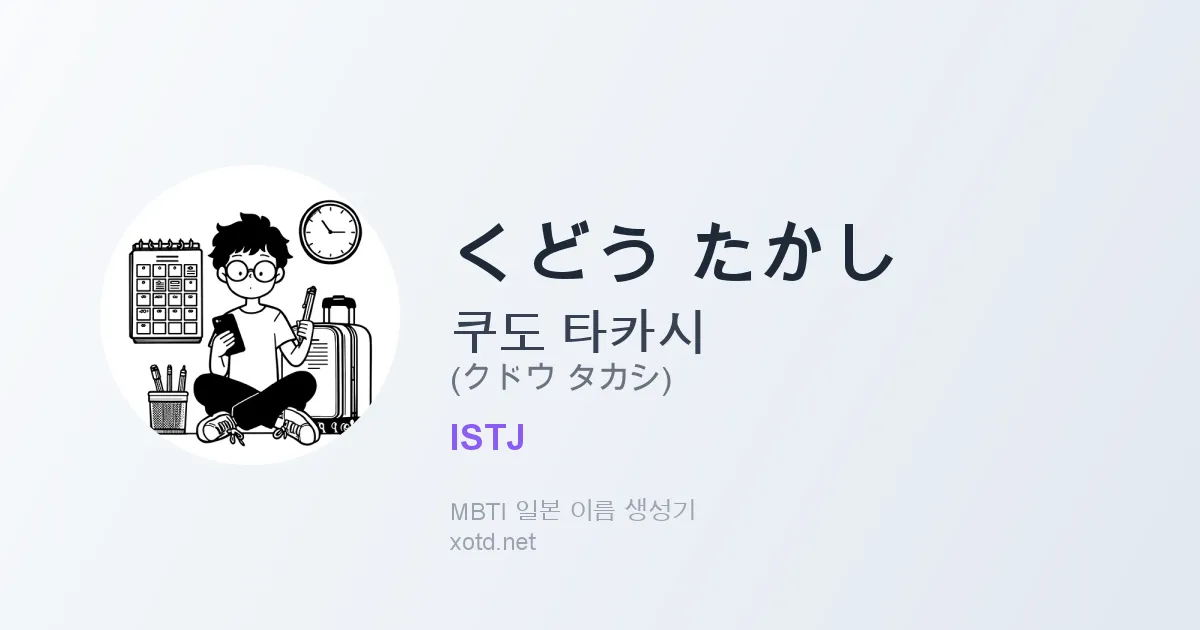 くどう たかし
쿠도 타카시
(クドウ タカシ)
ISTJ
MBTI 일본 이름 생성기
xotd.net